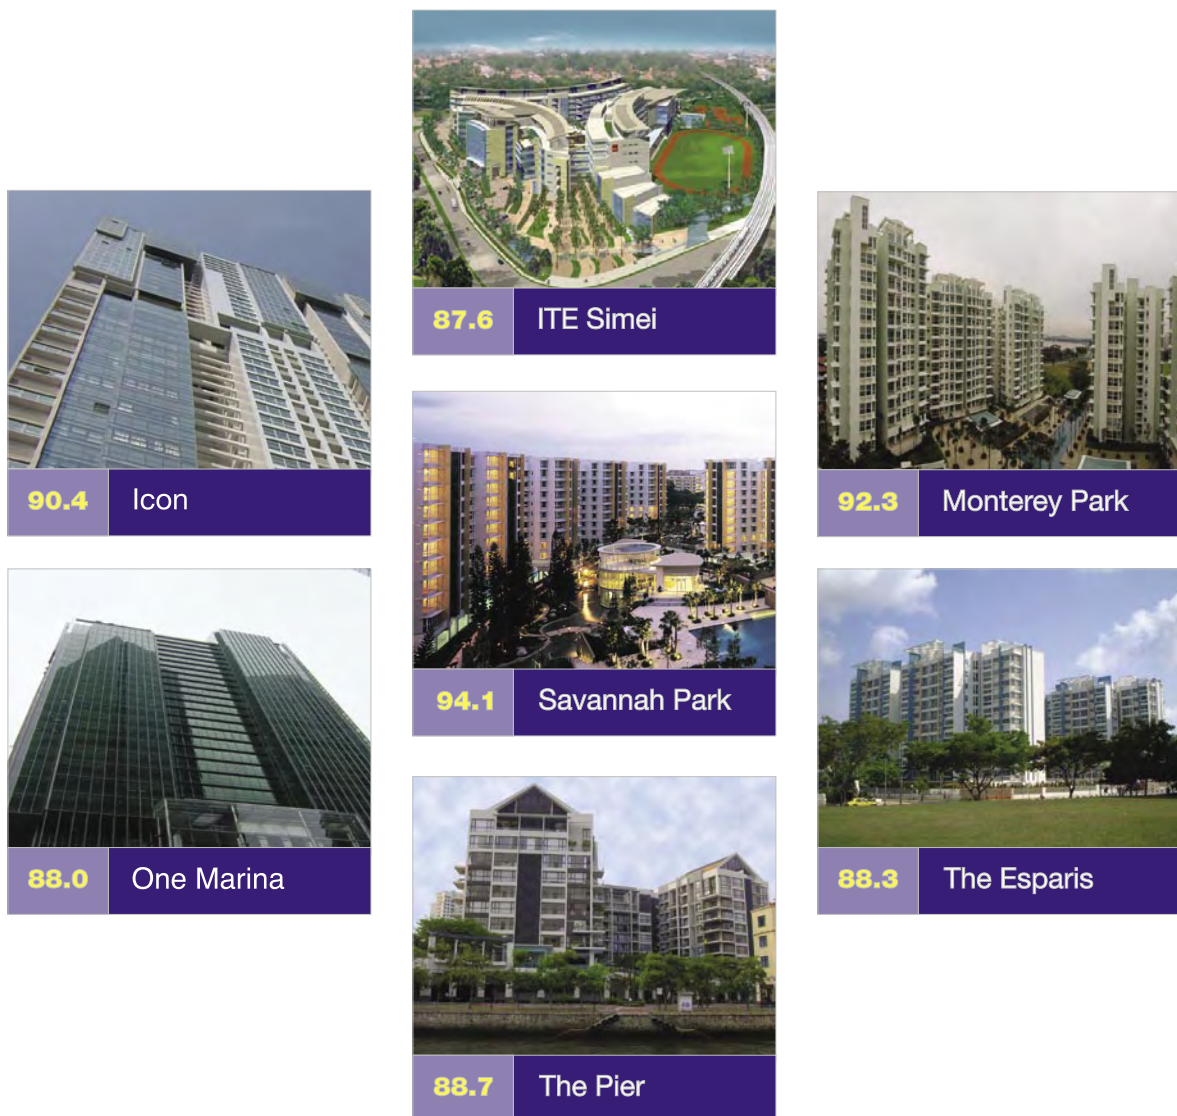 87.6 ITE Simei
90.4 Icon
92.3 Monterey Park
94.1 Savannah Park
88.0 One Marina
88.3 The Esparis
88.7 The Pier